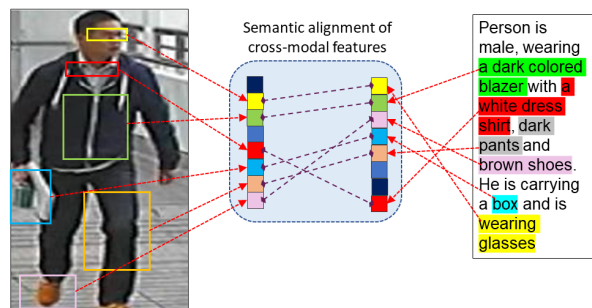 Semantic alignment of
cross-modal features
Person is
male, wearing
a dark colored
blazer with a
white dress
shirt, dark
pants and
brown shoes.
He is carrying
a box and is
wearing
glasses